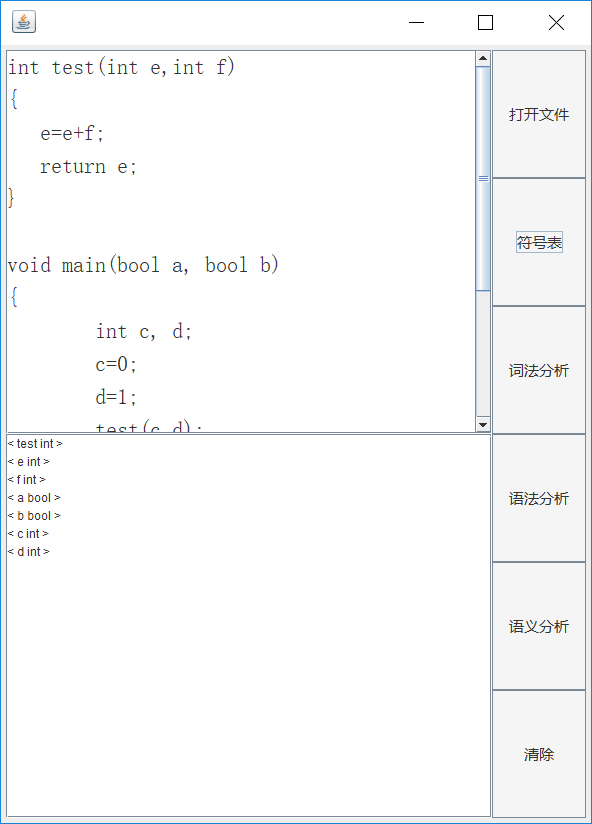 int test(int e,int f)
{
e=e+f;
return e;
}
void main(bool a, bool b)
{
int c, d;
c=0;
d=1;
test(c,d);
< test int >
< e int >
< f int >
< a bool >
< b bool >
< c int >
< d int >
打开文件
符号表
词法分析
语法分析
语义分析
清除